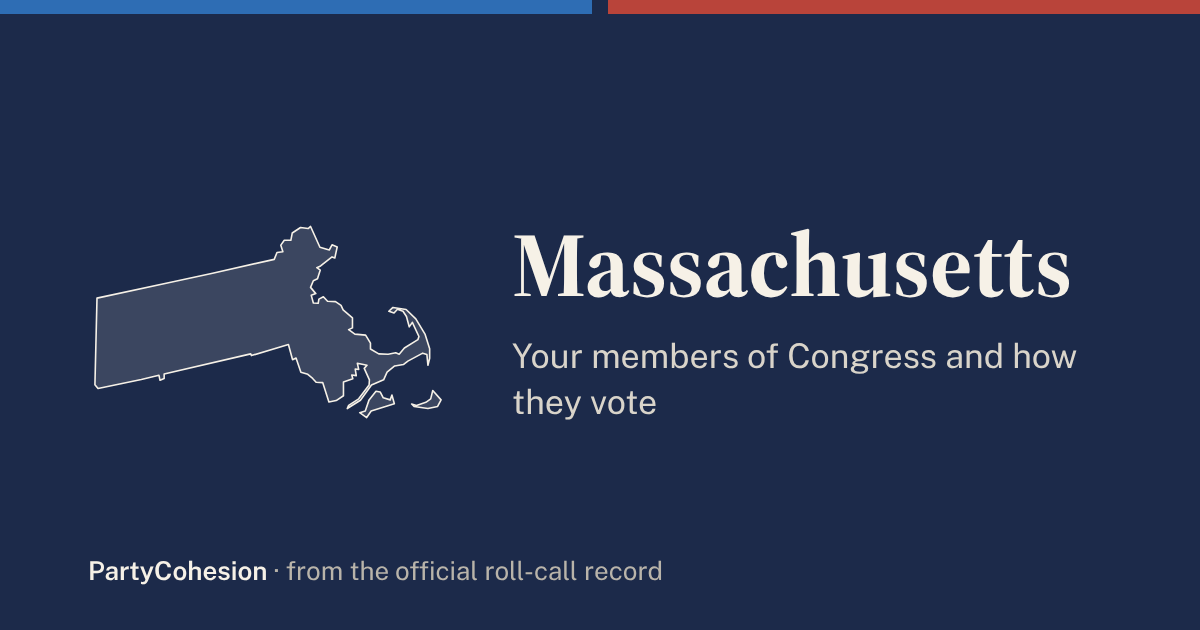 Massachusetts
Your members of Congress and how
they vote
PartyCohesion · from the official roll-call record